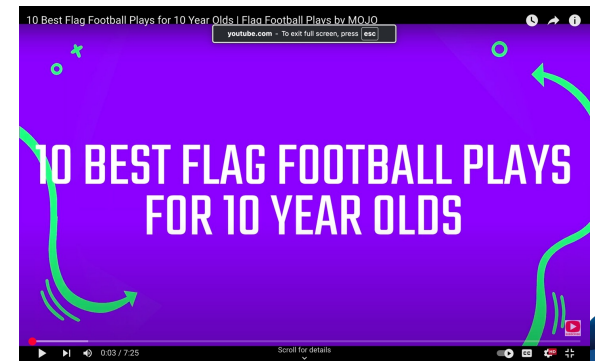 10 Best Flag Football Plays for 10 Year Olds | Flag Football Plays by MOJO
youtube.com - To exit full screen, press esc
10 BEST FLAG FOOTBALL PLAYS
FOR 10 YEAR OLDS
0:03 / 7:25
Scroll for details